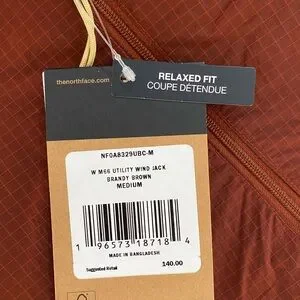 thenorthface.com
RELAXED FIT
COUPE DÉTENDUE
NF0A8329UBC-M
W M66 UTILITY WIND JACK
BRANDY BROWN
MEDIUM
1 96573 18718 4
MADE IN BANGLADESH
Suggested Retail 140.00